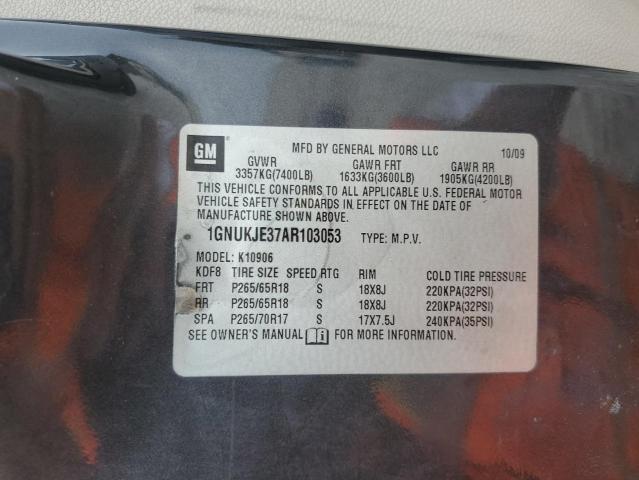 GM
MFD BY GENERAL MOTORS LLC 10/09
GVWR GAWR FRT GAWR RR
3357KG(7400LB) 1633KG(3600LB) 1905KG(4200LB)
THIS VEHICLE CONFORMS TO ALL APPLICABLE U.S. FEDERAL MOTOR
VEHICLE SAFETY STANDARDS IN EFFECT ON THE DATE OF
MANUFACTURE SHOWN ABOVE.
1GNUKJE37AR103053 TYPE: M.P.V.
MODEL: K10906
KDF8 TIRE SIZE SPEED RTG RIM COLD TIRE PRESSURE
FRT P265/65R18 S 18X8J 220KPA(32PSI)
RR P265/65R18 S 18X8J 220KPA(32PSI)
SPA P265/70R17 S 17X7.5J 240KPA(35PSI)
SEE OWNER'S MANUAL FOR MORE INFORMATION.